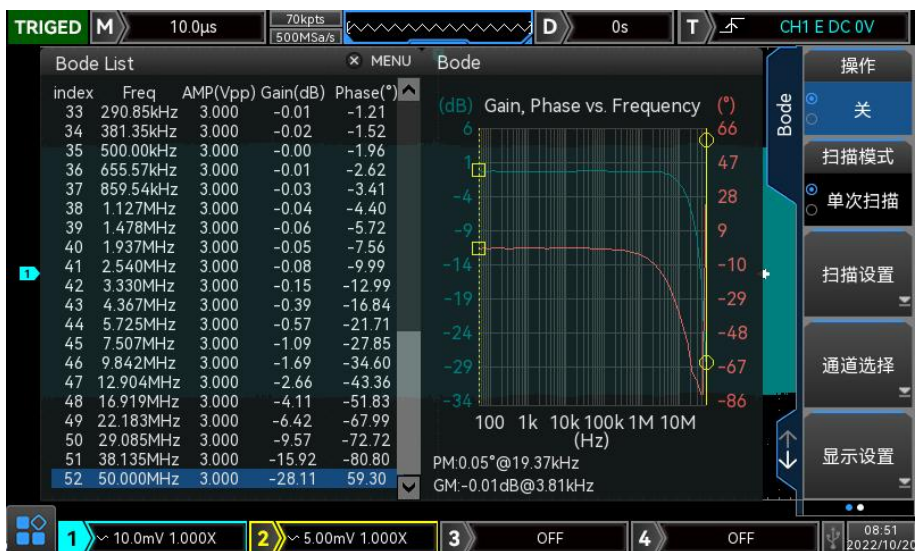 TRIGED M 10.0µs 70kpts 500MSa/s D 0s T CH1 E DC 0V
Bode List × MENU
index Freq AMP(Vpp) Gain(dB) Phase(°)
33 290.85kHz 3.000 -0.01 -1.21
34 381.35kHz 3.000 -0.02 -1.52
35 500.00kHz 3.000 -0.00 -1.96
36 655.57kHz 3.000 -0.01 -2.62
37 859.54kHz 3.000 -0.03 -3.41
38 1.127MHz 3.000 -0.04 -4.40
39 1.478MHz 3.000 -0.06 -5.72
40 1.937MHz 3.000 -0.05 -7.56
41 2.540MHz 3.000 -0.08 -9.99
42 3.330MHz 3.000 -0.15 -12.99
43 4.367MHz 3.000 -0.39 -16.84
44 5.725MHz 3.000 -0.57 -21.71
45 7.507MHz 3.000 -1.09 -27.85
46 9.842MHz 3.000 -1.69 -34.60
47 12.904MHz 3.000 -2.66 -43.36
48 16.919MHz 3.000 -4.11 -51.83
49 22.183MHz 3.000 -6.42 -67.99
50 29.085MHz 3.000 -9.57 -72.72
51 38.135MHz 3.000 -15.92 -80.80
52 50.000MHz 3.000 -28.11 59.30
Bode
(dB) Gain, Phase vs. Frequency (°)
6 66
1 47
-4 28
-9 9
-14 -10
-19 -29
-24 -48
-29 -67
-34 -86
100 1k 10k 100k 1M 10M
(Hz)
PM:0.05°@19.37kHz
GM:-0.01dB@3.81kHz
Bode
操作
关
扫描模式
单次扫描
扫描设置
通道选择
显示设置
1
1 10.0mV 1.000X 2 5.00mV 1.000X 3 OFF 4 OFF
08:51
2022/10/20